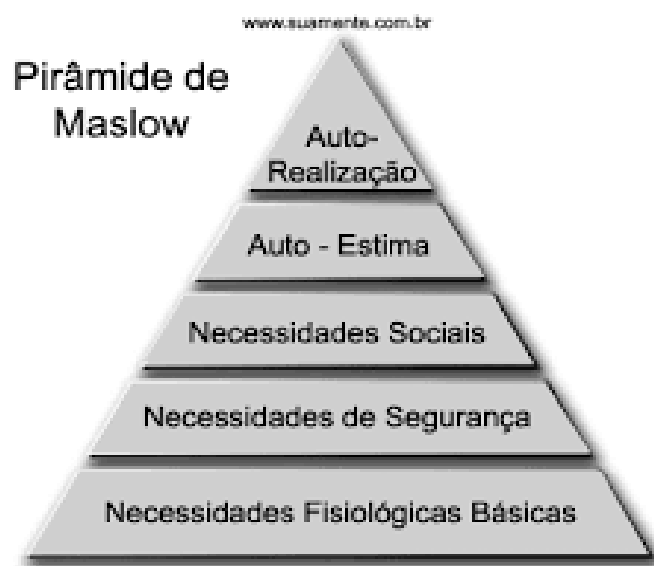 www.suamente.com.br
Pirâmide de
Maslow
Auto-
Realização
Auto - Estima
Necessidades Sociais
Necessidades de Segurança
Necessidades Fisiológicas Básicas